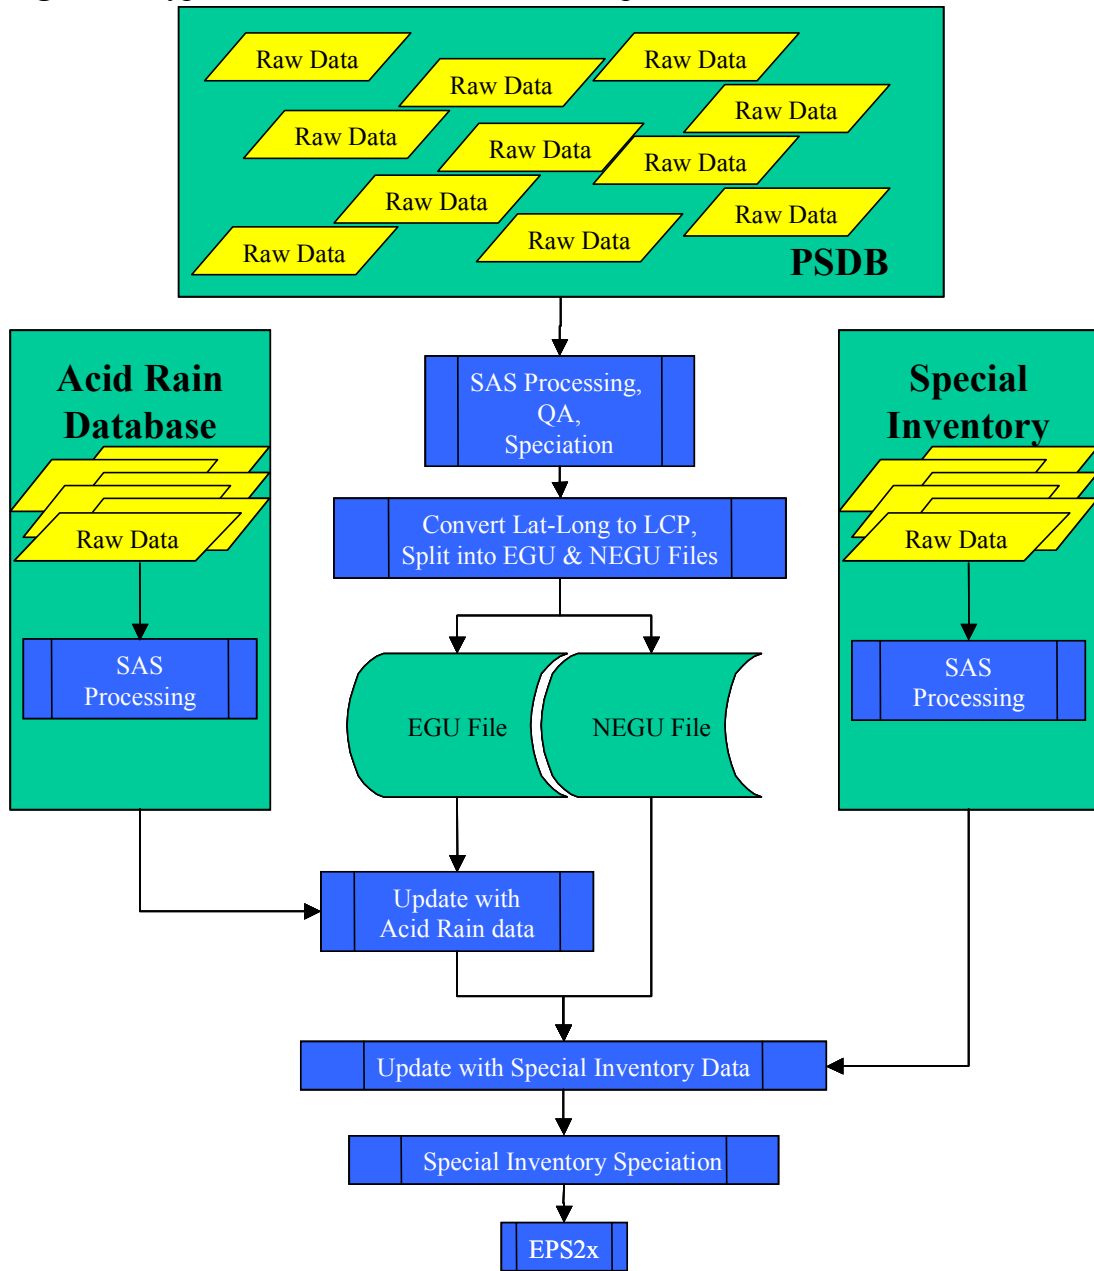 Raw Data
Raw Data
Raw Data
Raw Data
Raw Data
Raw Data
Raw Data
Raw Data
Raw Data
Raw Data
Raw Data
PSDB
Acid Rain
Database
Raw Data
SAS
Processing
SAS Processing,
QA,
Speciation
Convert Lat-Long to LCP,
Split into EGU & NEGU Files
EGU File
NEGU File
Special
Inventory
Raw Data
SAS
Processing
Update with
Acid Rain data
Update with Special Inventory Data
Special Inventory Speciation
EPS2x